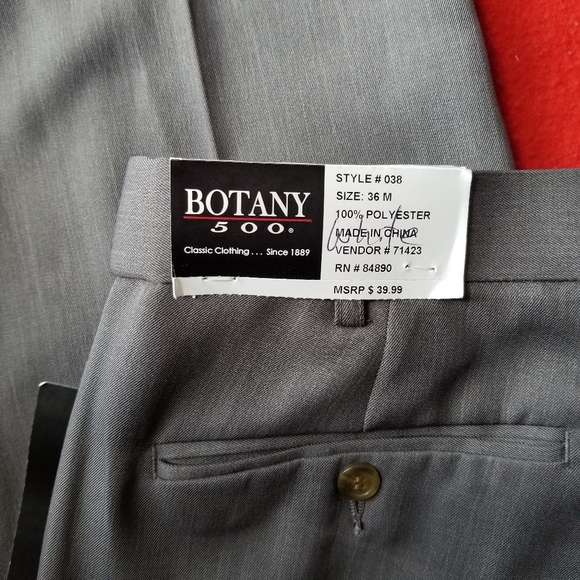 BOTANY
500®
Classic Clothing... Since 1889
STYLE # 038
SIZE: 36 M
100% POLYESTER
MADE IN CHINA
White
VENDOR # 71423
RN # 84890
MSRP $ 39.99